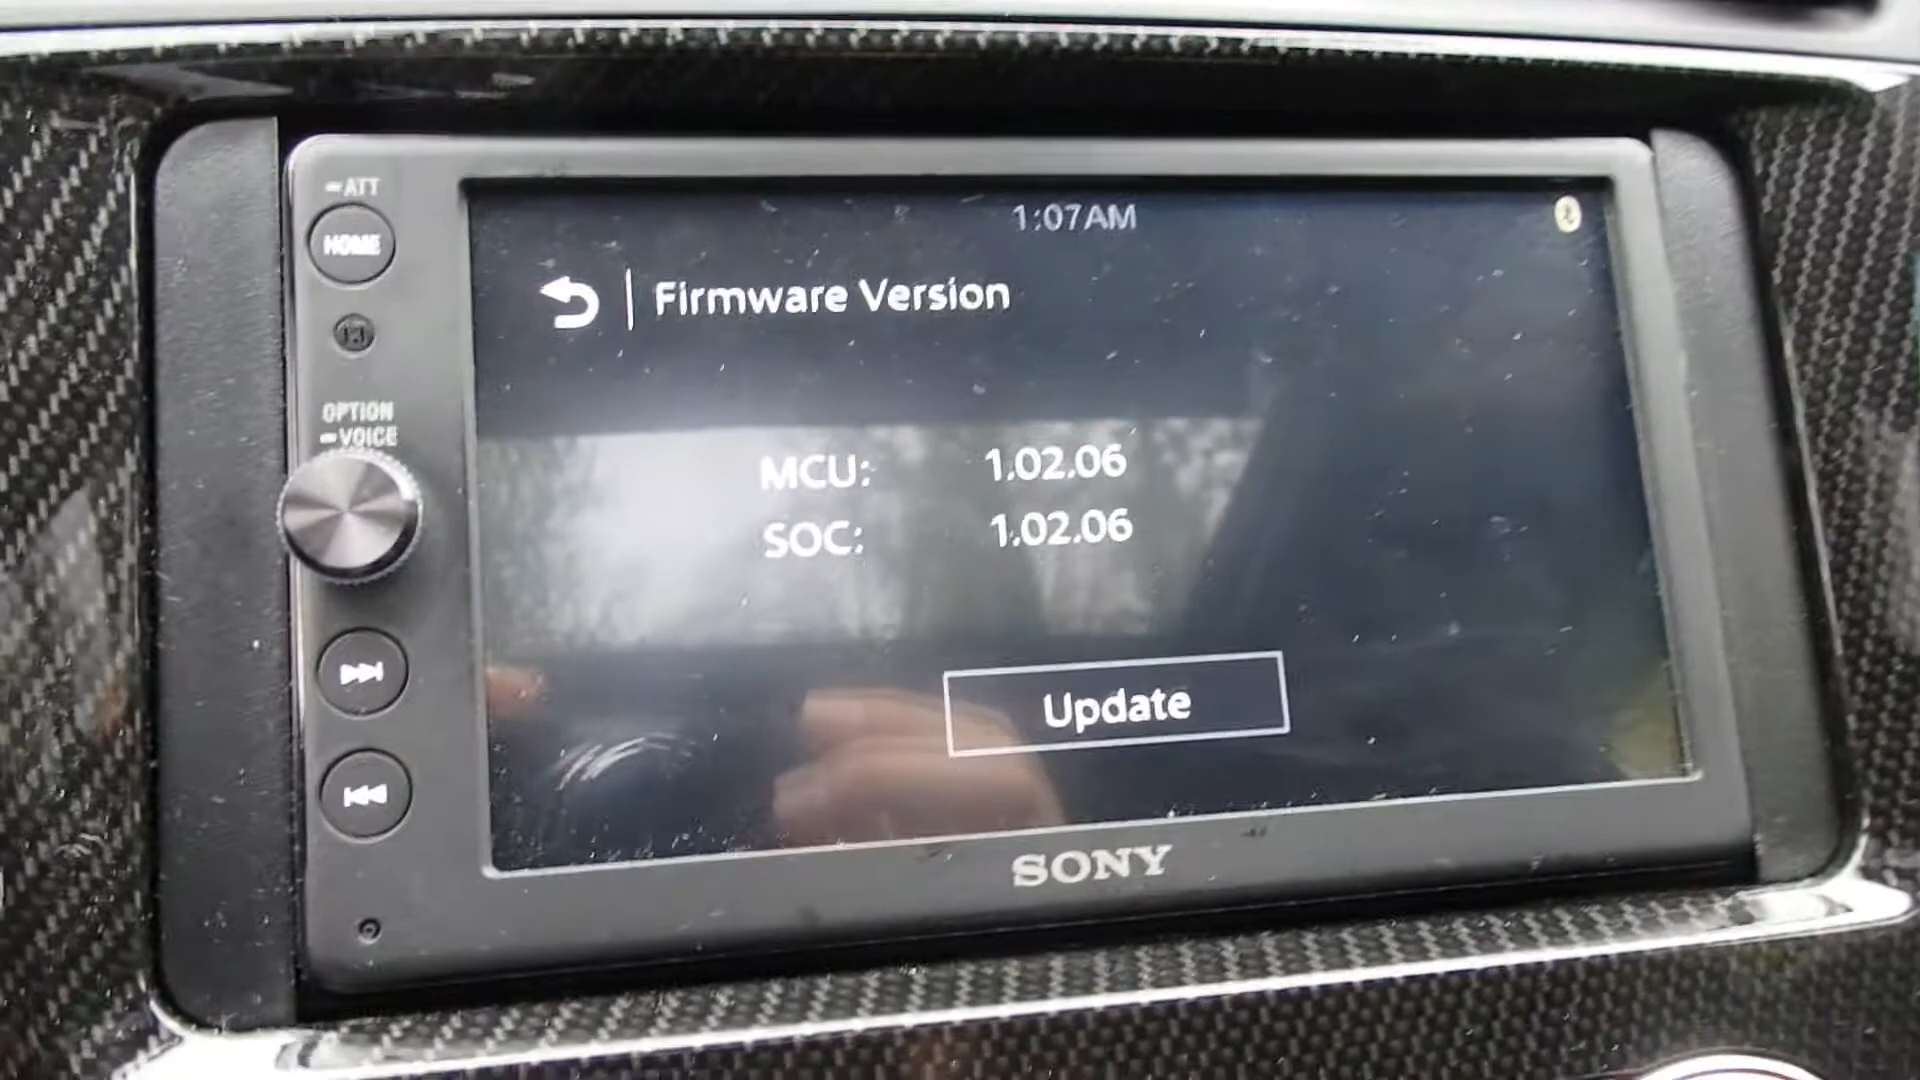 ATT
HOME
OPTION
VOICE
1:07AM
Firmware Version
MCU: 1.02.06
SOC: 1.02.06
Update
SONY